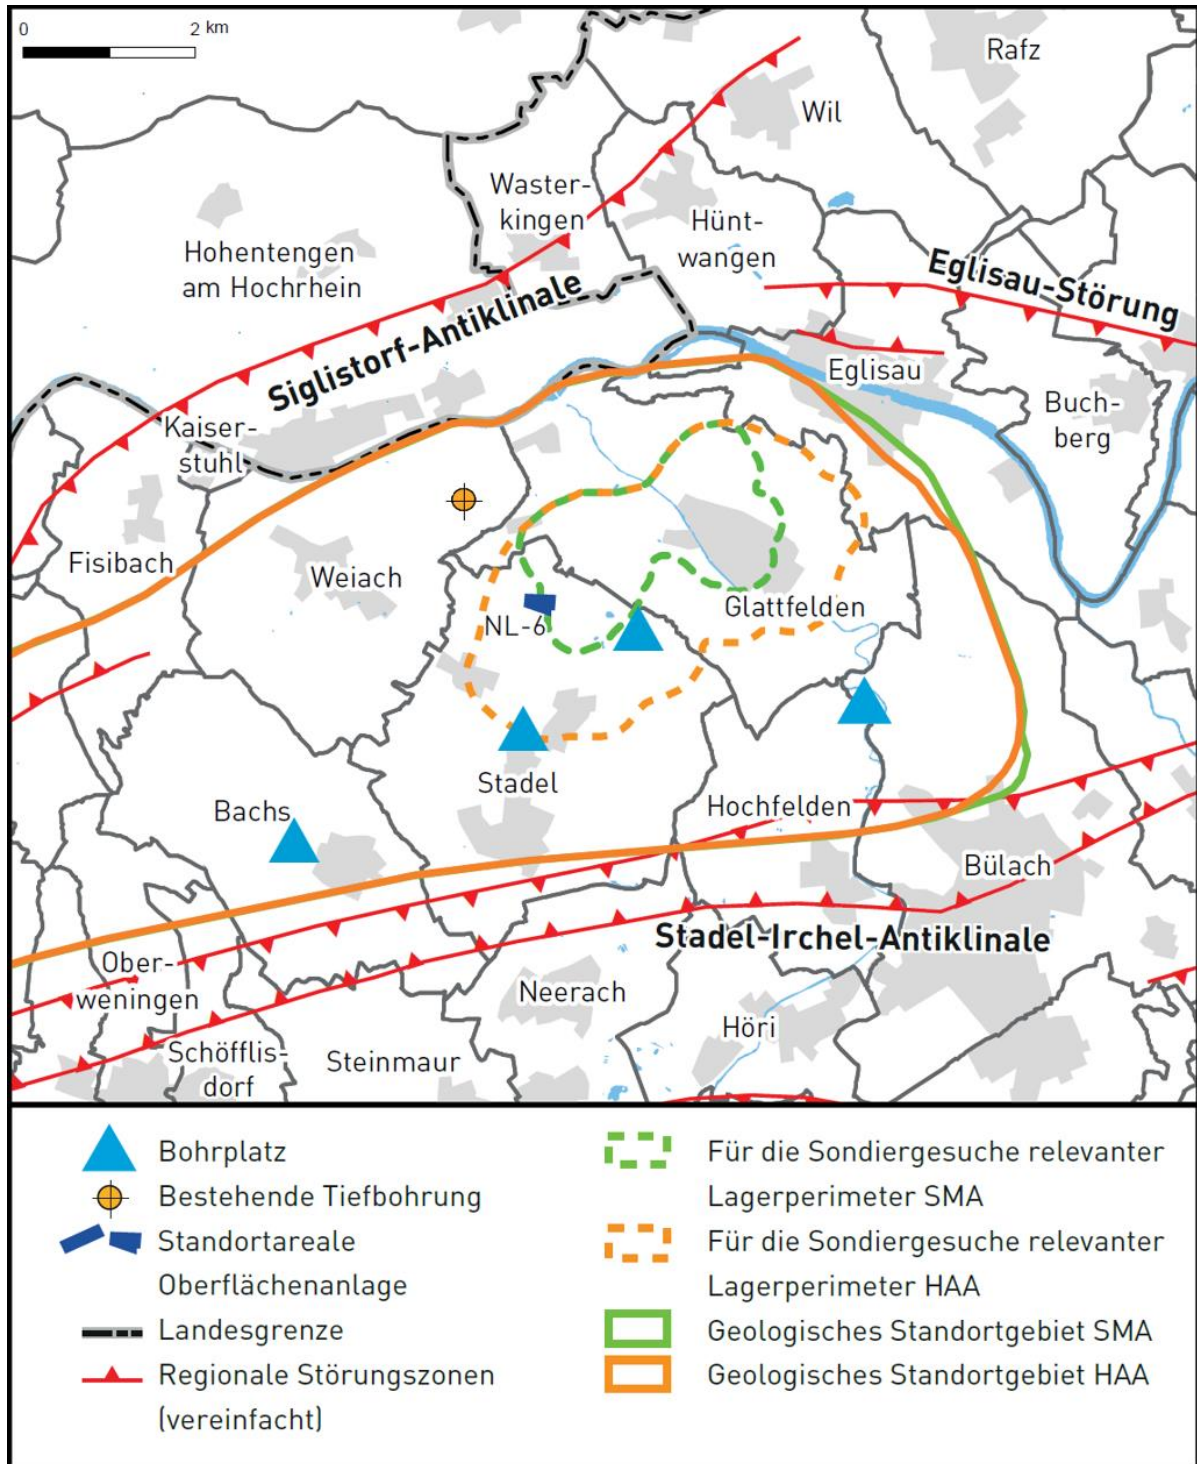 0
2 km
Rafz
Wil
Waster-
kingen
Hünt-
wangen
Hohentengen
am Hochrhein
Eglisau-Störung
Siglistorf-Antiklinale
Eglisau
Buch-
berg
Kaiser-
stuhl
Fisibach
Weiach
Glattfelden
NL-6
Stadel
Bachs
Hochfelden
Bülach
Stadel-Irchel-Antiklinale
Ober-
weningen
Neerach
Höri
Schöfflis-
dorf
Steinmaur
Bohrplatz
Bestehende Tiefbohrung
Standortareale
Oberflächenanlage
Landesgrenze
Regionale Störungszonen
(vereinfacht)
Für die Sondiergesuche relevanter
Lagerperimeter SMA
Für die Sondiergesuche relevanter
Lagerperimeter HAA
Geologisches Standortgebiet SMA
Geologisches Standortgebiet HAA